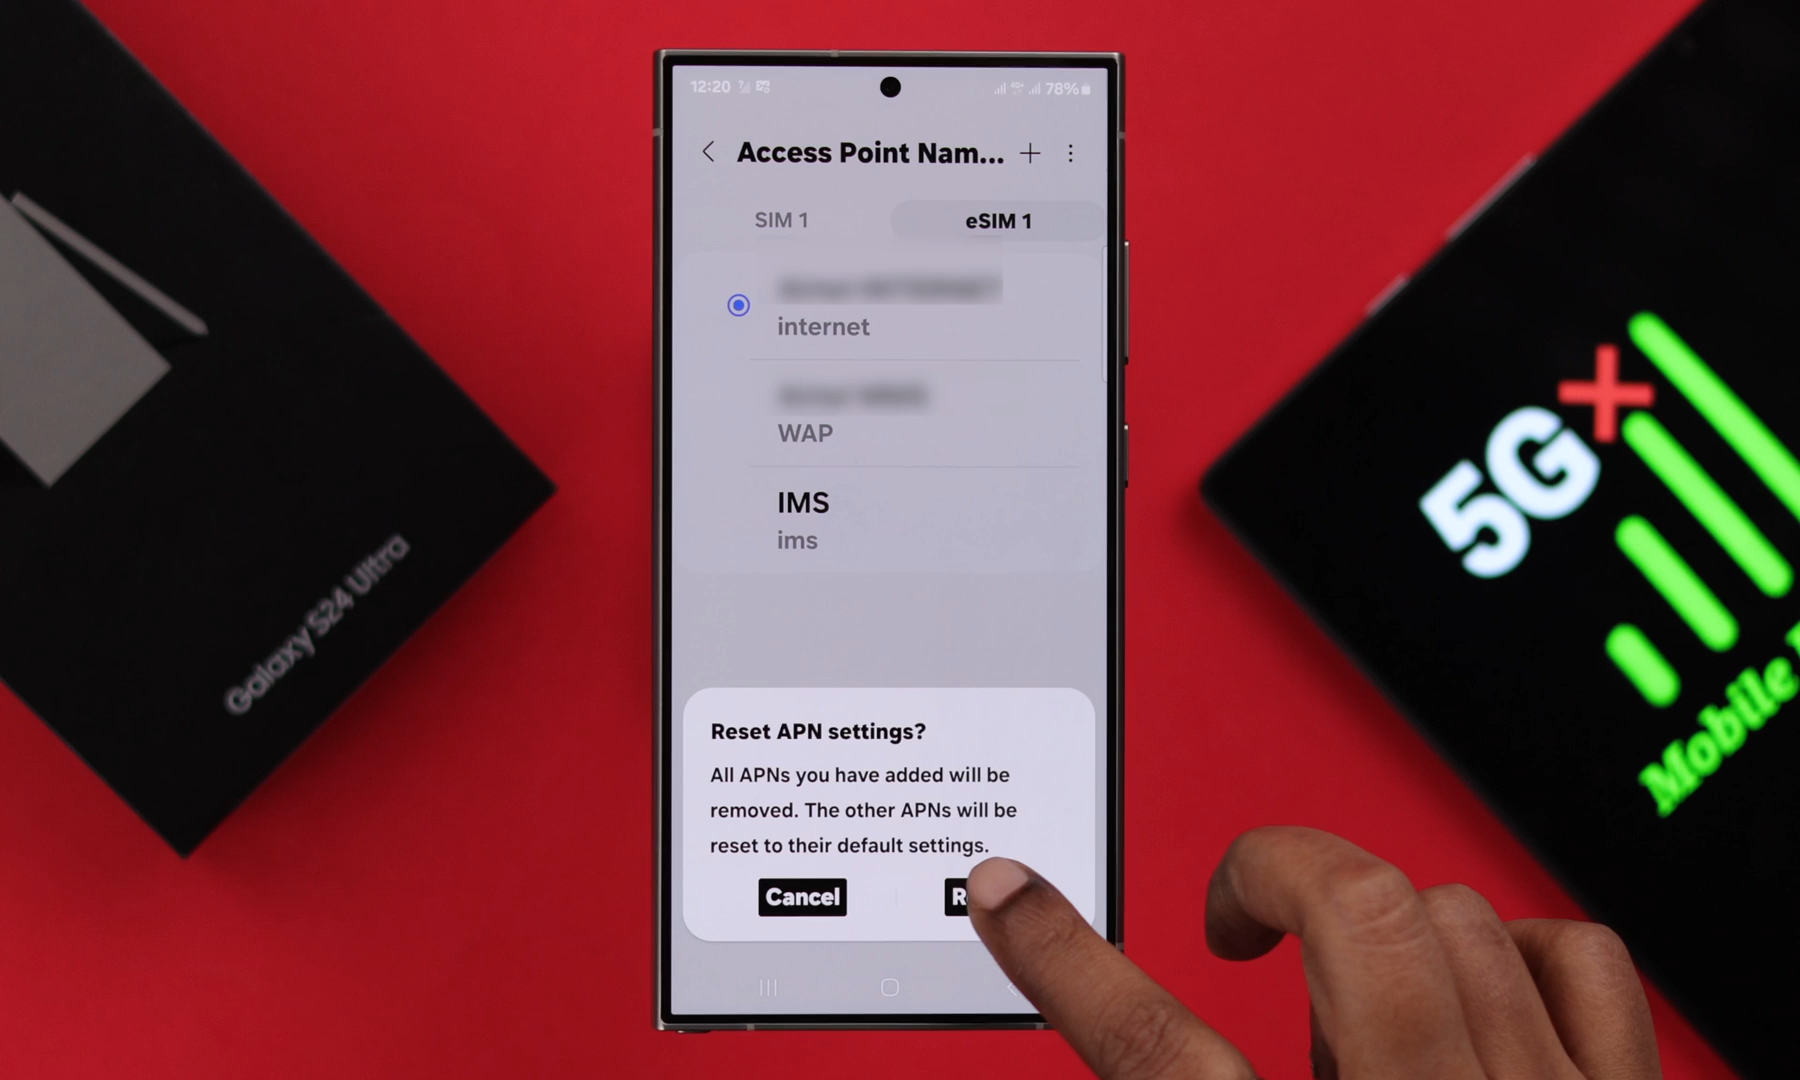 12:20
78%
Access Point Nam...
SIM 1
eSIM 1
internet
WAP
IMS
ims
Reset APN settings?
All APNs you have added will be
removed. The other APNs will be
reset to their default settings.
Cancel
Galaxy S24 Ultra
5G
Mobile